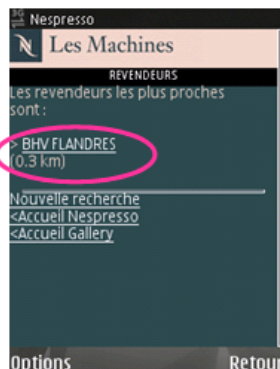 3G
Nespresso
N Les Machines
REVENDEURS
Les revendeurs les plus proches
sont :
> BHV FLANDRES
(0.3 km)
Nouvelle recherche
<Accueil Nespresso
<Accueil Gallery
Options Retour